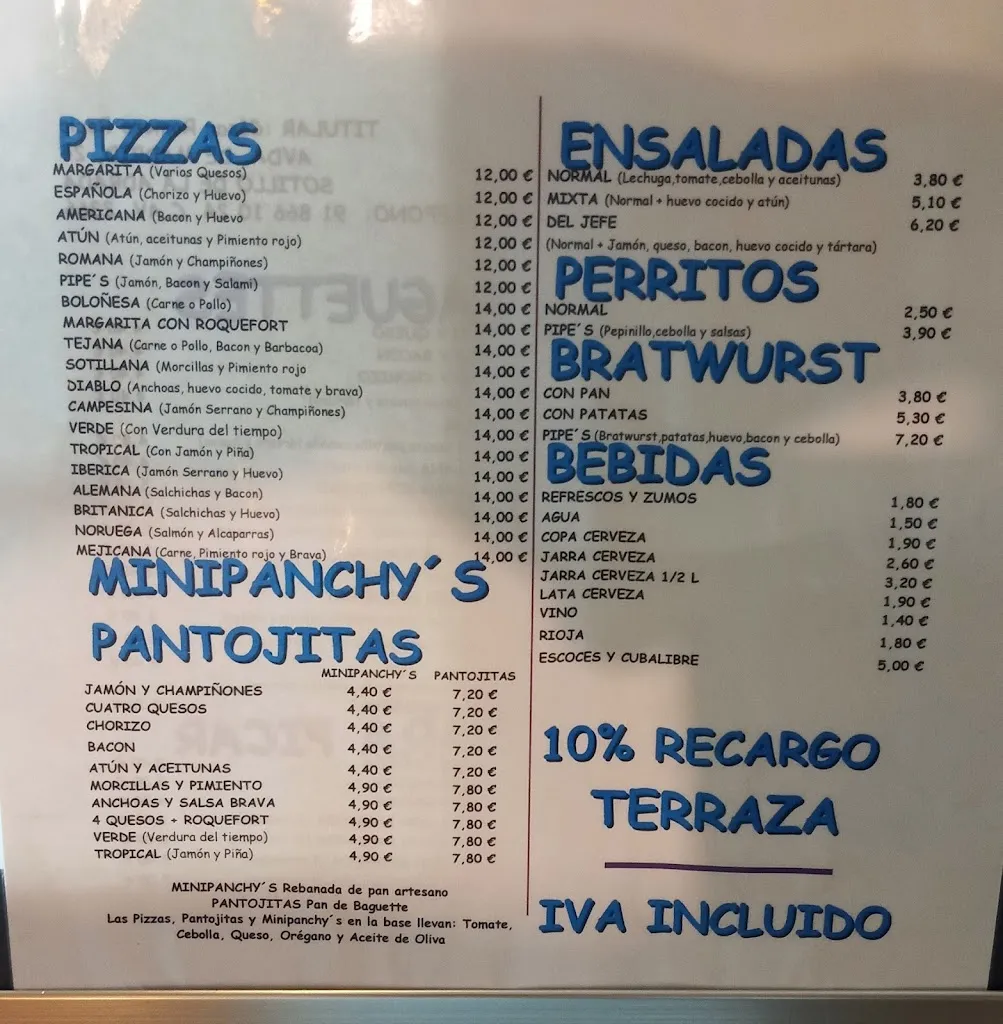 PIZZAS
MARGARITA (Varios Quesos) 12,00 €
ESPAÑOLA (Chorizo y Huevo) 12,00 €
AMERICANA (Bacon y Huevo 12,00 €
ATÚN (Atún, aceitunas y Pimiento rojo) 12,00 €
ROMANA (Jamón y Champiñones) 12,00 €
PIPE´S (Jamón, Bacon y Salami) 12,00 €
BOLOÑESA (Carne o Pollo) 14,00 €
MARGARITA CON ROQUEFORT 14,00 €
TEJANA (Carne o Pollo, Bacon y Barbacoa) 14,00 €
SOTILLANA (Morcillas y Pimiento rojo 14,00 €
DIABLO (Anchoas, huevo cocido, tomate y brava) 14,00 €
CAMPESINA (Jamón Serrano y Champiñones) 14,00 €
VERDE (Con Verdura del tiempo) 14,00 €
TROPICAL (Con Jamón y Piña) 14,00 €
IBERICA (Jamón Serrano y Huevo) 14,00 €
ALEMANA (Salchichas y Bacon) 14,00 €
BRITANICA (Salchichas y Huevo) 14,00 €
NORUEGA (Salmón y Alcaparras) 14,00 €
MEJICANA (Carne, Pimiento rojo y Brava) 14,00 €
MINIPANCHY´S
PANTOJITAS
MINIPANCHY´S PANTOJITAS
JAMÓN Y CHAMPIÑONES 4,40 € 7,20 €
CUATRO QUESOS 4,40 € 7,20 €
CHORIZO 4,40 € 7,20 €
BACON 4,40 € 7,20 €
ATÚN Y ACEITUNAS 4,40 € 7,20 €
MORCILLAS Y PIMIENTO 4,90 € 7,80 €
ANCHOAS Y SALSA BRAVA 4,90 € 7,80 €
4 QUESOS + ROQUEFORT 4,90 € 7,80 €
VERDE (Verdura del tiempo) 4,90 € 7,80 €
TROPICAL (Jamón y Piña) 4,90 € 7,80 €
MINIPANCHY´S Rebanada de pan artesano
PANTOJITAS Pan de Baguette
Las Pizzas, Pantojitas y Minipanchy´s en la base llevan: Tomate,
Cebolla, Queso, Orégano y Aceite de Oliva
ENSALADAS
NORMAL (Lechuga,tomate,cebolla y aceitunas) 3,80 €
MIXTA (Normal + huevo cocido y atún) 5,10 €
DEL JEFE 6,20 €
(Normal + Jamón, queso, bacon, huevo cocido y tártara)
PERRITOS
NORMAL 2,50 €
PIPE´S (Pepinillo,cebolla y salsas) 3,90 €
BRATWURST
CON PAN 3,80 €
CON PATATAS 5,30 €
PIPE´S (Bratwurst,patatas,huevo,bacon y cebolla) 7,20 €
BEBIDAS
REFRESCOS Y ZUMOS 1,80 €
AGUA 1,50 €
COPA CERVEZA 1,90 €
JARRA CERVEZA 2,60 €
JARRA CERVEZA 1/2 L 3,20 €
LATA CERVEZA 1,90 €
VINO 1,40 €
RIOJA 1,80 €
ESCOCES Y CUBALIBRE 5,00 €
10% RECARGO
TERRAZA
IVA INCLUIDO